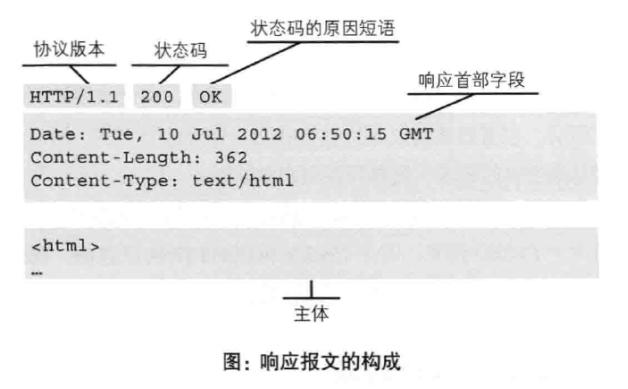 状态码的原因短语
协议版本
状态码
响应首部字段
HTTP/1.1 200 OK
Date: Tue, 10 Jul 2012 06:50:15 GMT
Content-Length: 362
Content-Type: text/html
<html>
…
主体
图：响应报文的构成